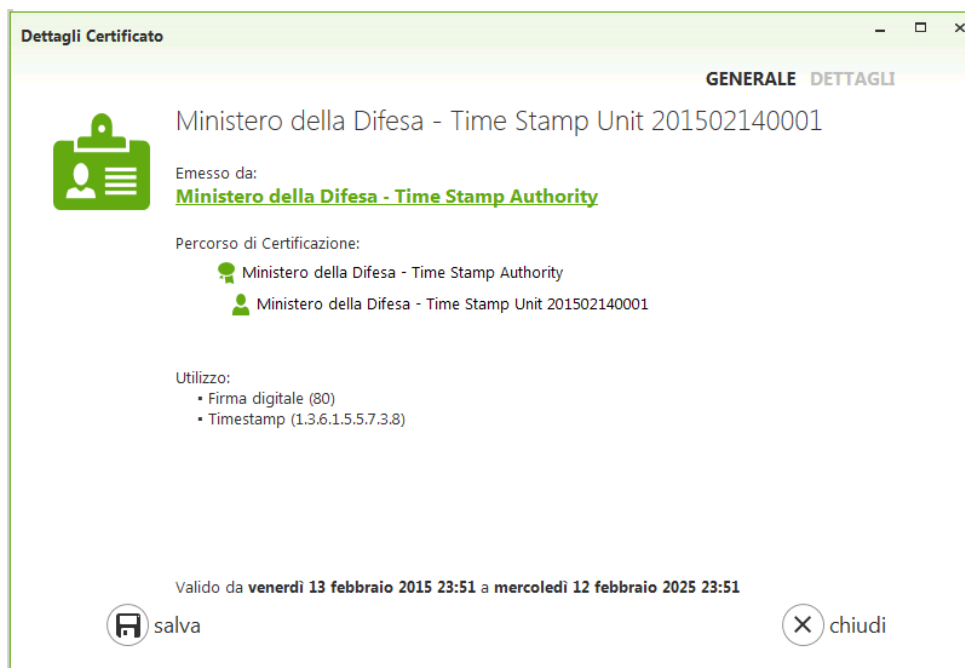 Dettagli Certificato
GENERALE DETTAGLI
Ministero della Difesa - Time Stamp Unit 201502140001
Emesso da:
Ministero della Difesa - Time Stamp Authority
Percorso di Certificazione:
Ministero della Difesa - Time Stamp Authority
Ministero della Difesa - Time Stamp Unit 201502140001
Utilizzo:
▪ Firma digitale (80)
▪ Timestamp (1.3.6.1.5.5.7.3.8)
Valido da venerdì 13 febbraio 2015 23:51 a mercoledì 12 febbraio 2025 23:51
salva chiudi